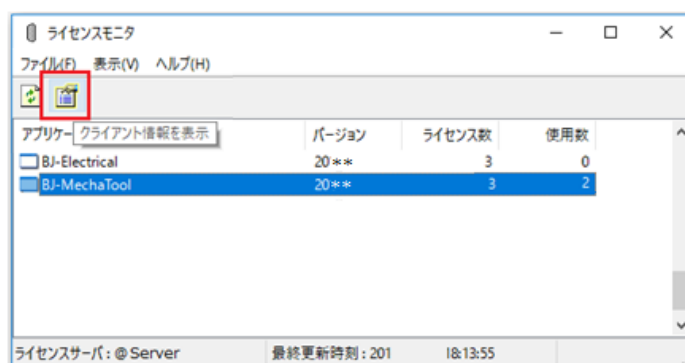 ライセンスモニタ
ファイル(F) 表示(V) ヘルプ(H)
アプリケー クライアント情報を表示 バージョン ライセンス数 使用数
BJ-Electrical 20** 3 0
BJ-MechaTool 20** 3 2
ライセンスサーバ : @Server 最終更新時刻 : 201 18:13:55